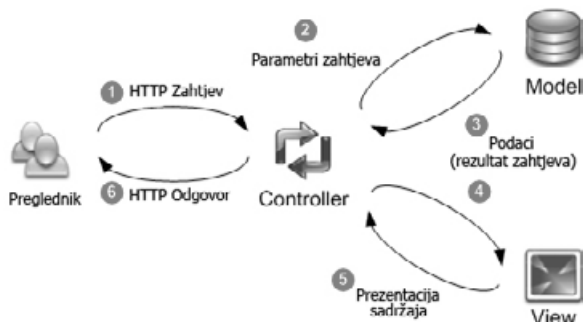 2
Parametri zahtjeva
Model
1 HTTP Zahtjev
3
Podaci
(rezultat zahtjeva)
Preglednik
6 HTTP Odgovor
Controller
4
5 Prezentacija
sadržaja
View